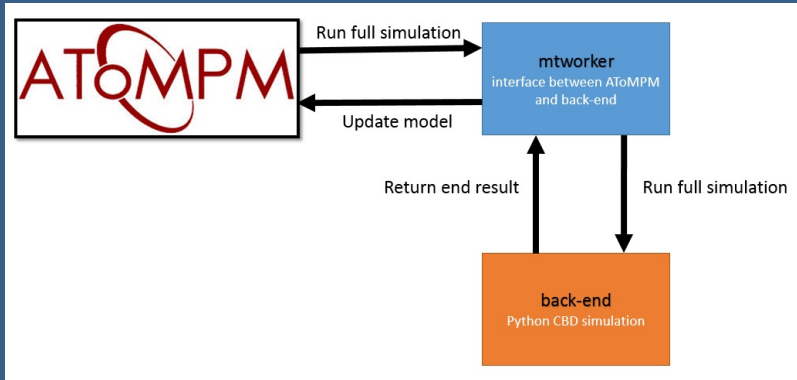 AToMPM
Run full simulation
Update model
mtworker
interface between AToMPM
and back-end
Return end result
Run full simulation
back-end
Python CBD simulation